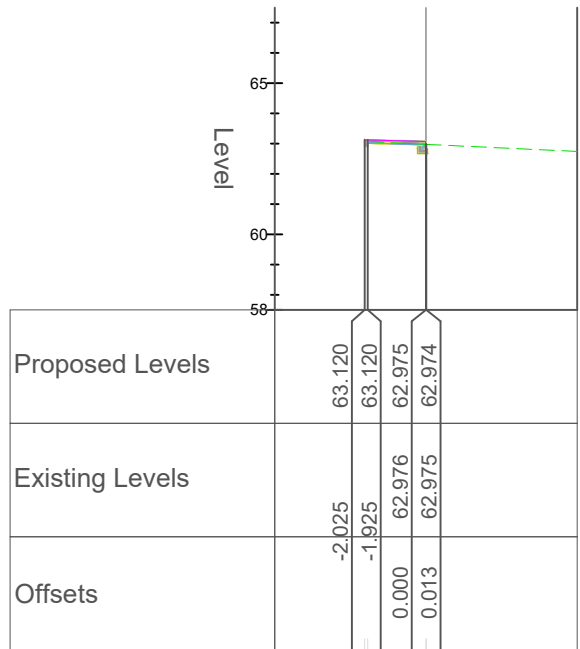 65
Level
60
58
Proposed Levels 63.120 63.120 62.975 62.974
Existing Levels 62.976 62.975
-2.025 -1.925
Offsets 0.000 0.013